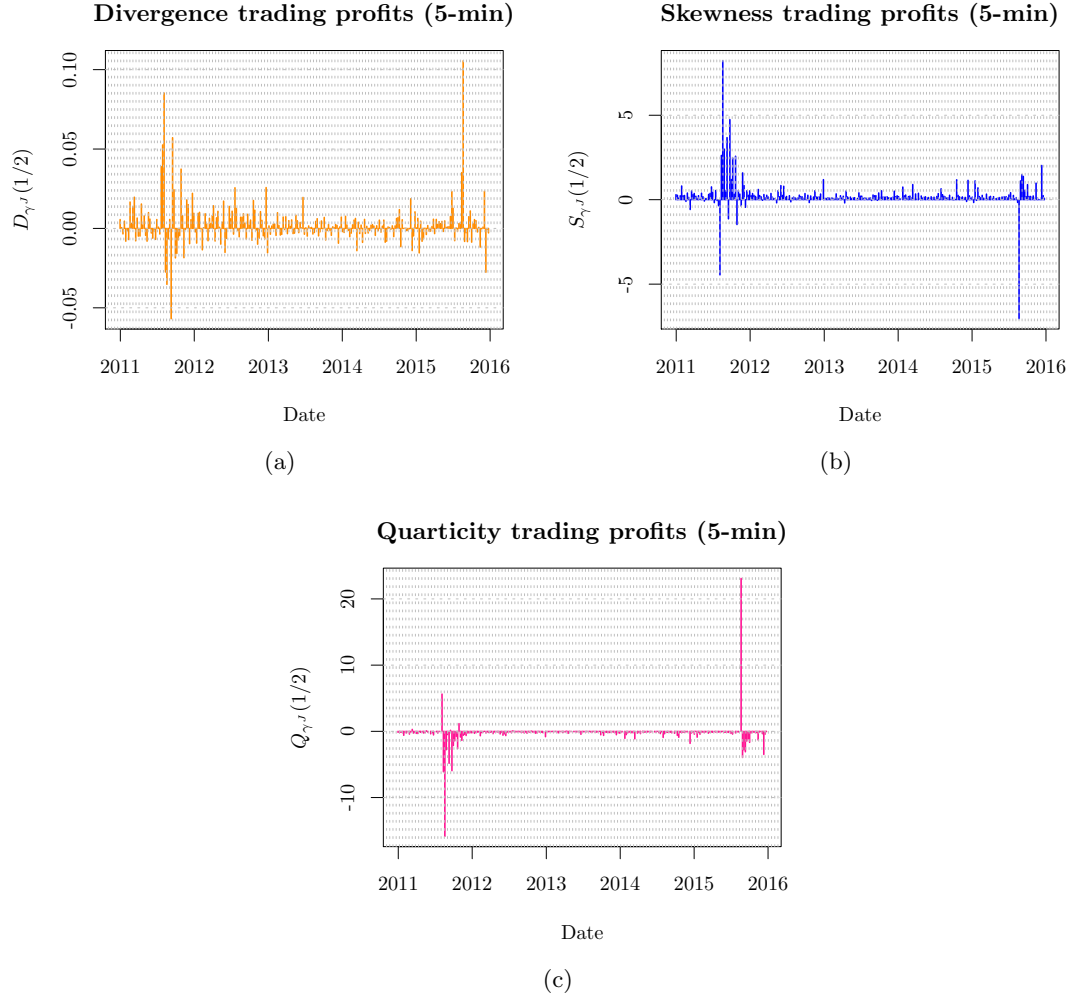 Divergence trading profits (5-min)
D_γ^J (1/2)
0.10
0.05
0.00
-0.05
2011 2012 2013 2014 2015 2016
Date
(a)
Skewness trading profits (5-min)
S_γ^J (1/2)
5
0
-5
2011 2012 2013 2014 2015 2016
Date
(b)
Quarticity trading profits (5-min)
Q_γ^J (1/2)
20
10
0
-10
2011 2012 2013 2014 2015 2016
Date
(c)